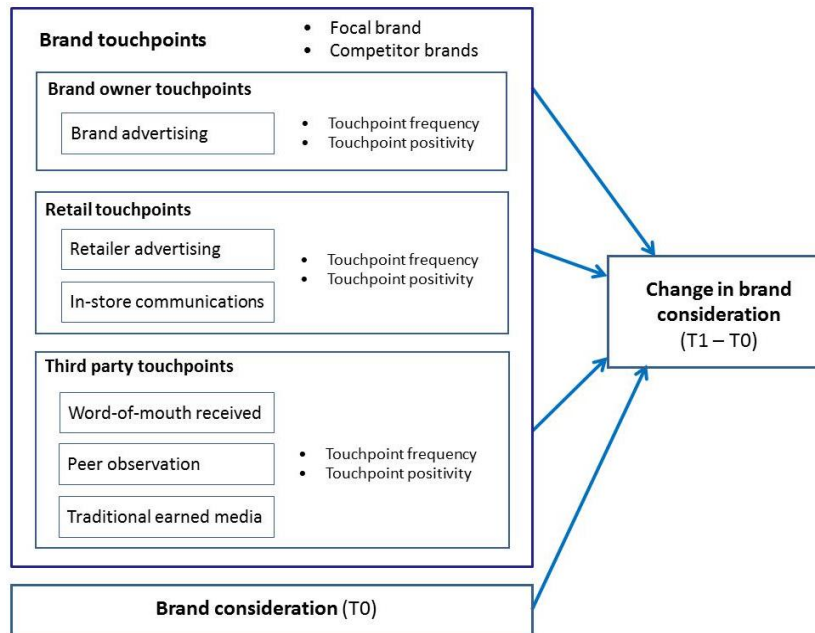 Brand touchpoints
• Focal brand
• Competitor brands
Brand owner touchpoints
Brand advertising
• Touchpoint frequency
• Touchpoint positivity
Retail touchpoints
Retailer advertising
In-store communications
• Touchpoint frequency
• Touchpoint positivity
Third party touchpoints
Word-of-mouth received
Peer observation
Traditional earned media
• Touchpoint frequency
• Touchpoint positivity
Brand consideration (T0)
Change in brand
consideration
(T1 – T0)